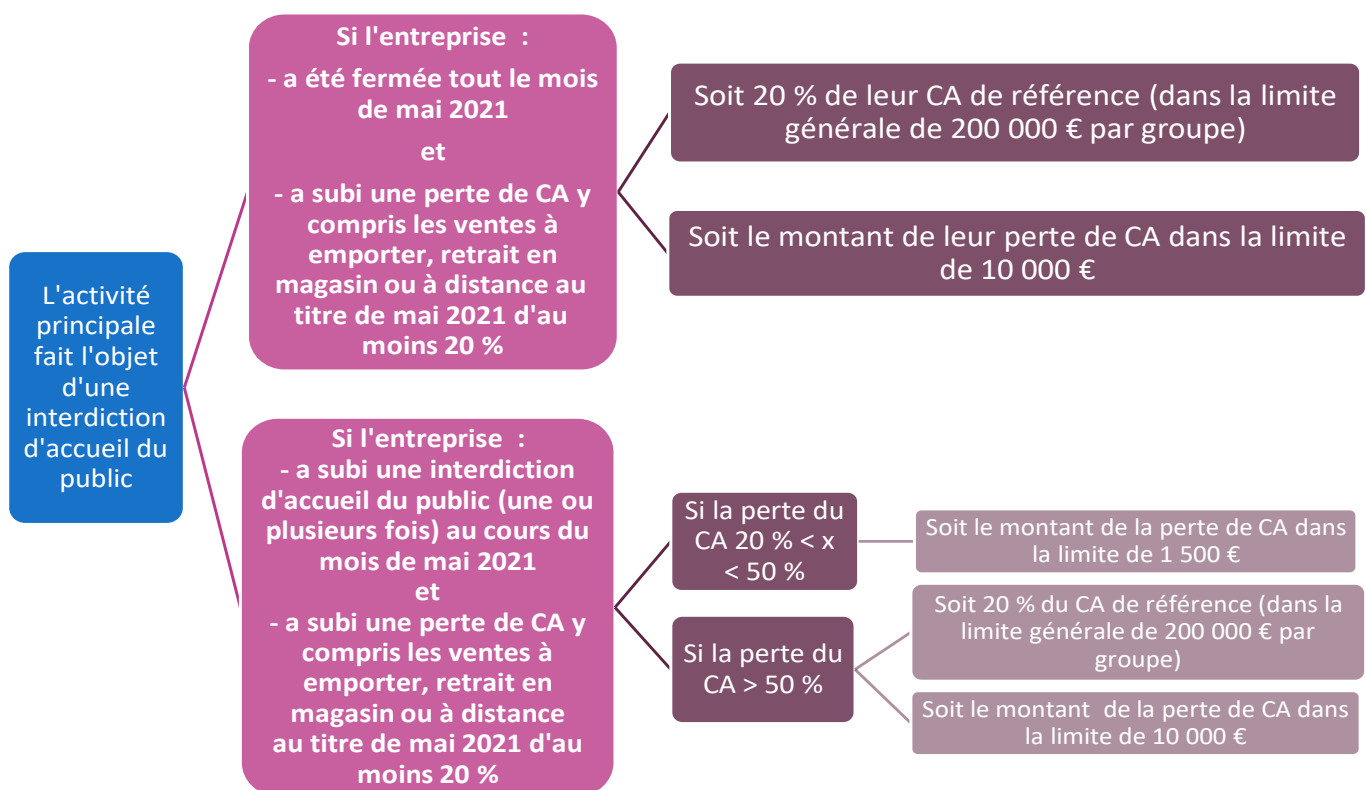 L'activité
principale
fait l'objet
d'une
interdiction
d'accueil du
public
Si l'entreprise  :
- a été fermée tout le mois
de mai 2021
et
- a subi une perte de CA y
compris les ventes à
emporter, retrait en
magasin ou à distance au
titre de mai 2021 d'au
moins 20 %
Soit 20 % de leur CA de référence (dans la limite
générale de 200 000 € par groupe)
Soit le montant de leur perte de CA dans la limite
de 10 000 €
Si l'entreprise  :
- a subi une interdiction
d'accueil du public (une ou
plusieurs fois) au cours du
mois de mai 2021
et
- a subi une perte de CA y
compris les ventes à
emporter, retrait en
magasin ou à distance
au titre de mai 2021 d'au
moins 20 %
Si la perte du
CA 20 % < x
< 50 %
Soit le montant de la perte de CA dans
la limite de 1 500 €
Si la perte du
CA > 50 %
Soit 20 % du CA de référence (dans la
limite générale de 200 000 € par
groupe)
Soit le montant  de la perte de CA dans
la limite de 10 000 €